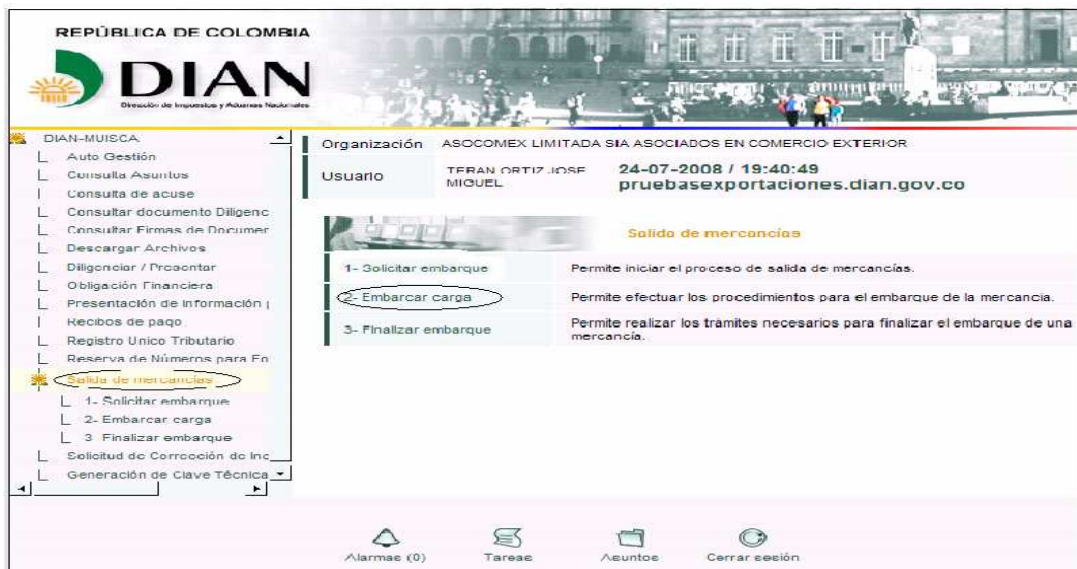 REPÚBLICA DE COLOMBIA
DIAN
Dirección de Impuestos y Aduanas Nacionales
DIAN-MUISCA
Auto Gestión
Consulta Asuntos
Consulta de acuse
Consultar documento Diligenc
Consultar Firmas de Documer
Descargar Archivos
Diligenciar / Presentar
Obligación Financiera
Presentación de Información
Recibos de pago
Registro Unico Tributario
Reserva de Números para Fo
Salida de mercancías
1- Solicitar embarque
2- Embarcar carga
3 Finalizar embarque
Solicitud de Corrección de Inc
Generación de Clave Técnica
Organización ASOCOMEX LIMITADA SIA ASOCIADOS EN COMERCIO EXTERIOR
Usuario TERAN ORTIZ JOSE MIGUEL 24-07-2008 / 19:40:49
pruebasexportaciones.dian.gov.co
Salida de mercancías
1- Solicitar embarque Permite iniciar el proceso de salida de mercancías.
2- Embarcar carga Permite efectuar los procedimientos para el embarque de la mercancia.
3- Finalizar embarque Permite realizar los trámites necesarios para finalizar el embarque de una
mercancía.
Alarmas (0) Tareas Asuntos Cerrar sesión